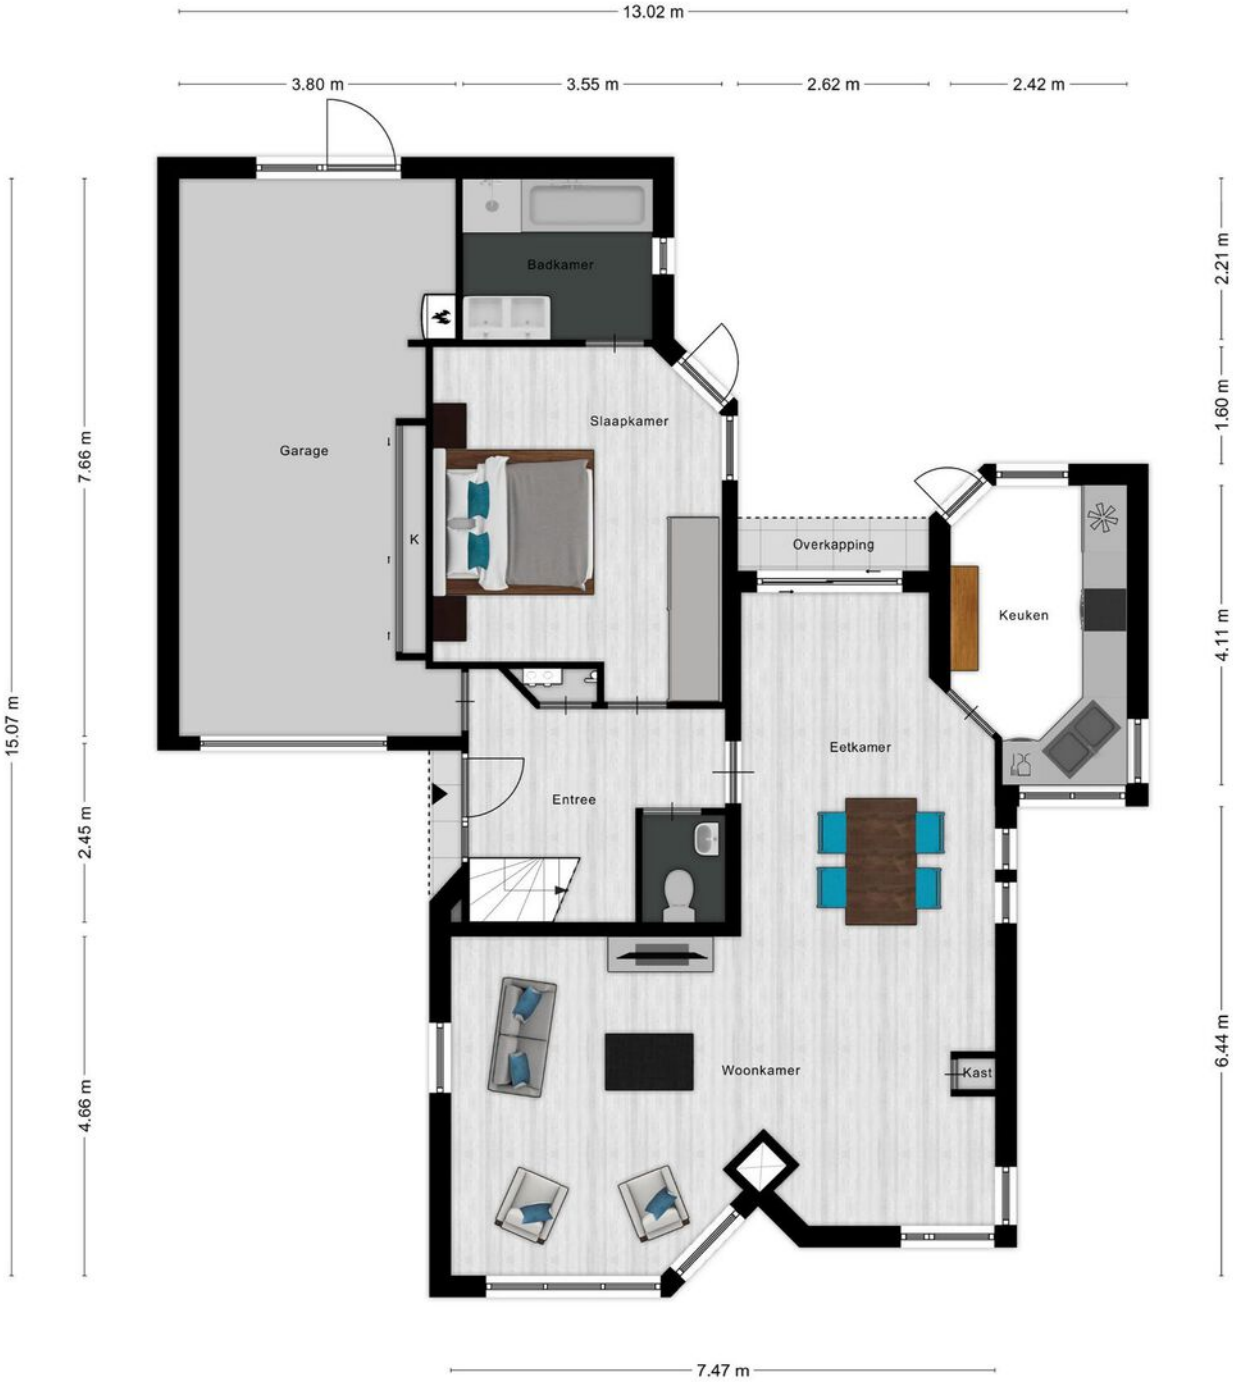 13.02 m
3.80 m
3.55 m
2.62 m
2.42 m
15.07 m
7.66 m
2.45 m
4.66 m
2.21 m
1.60 m
4.11 m
6.44 m
Badkamer
Slaapkamer
Garage
K
Overkapping
Keuken
Eetkamer
Entree
Woonkamer
Kast
7.47 m